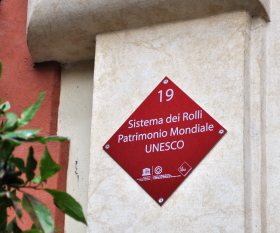 19
Sistema dei Rolli
Patrimonio Mondiale
UNESCO